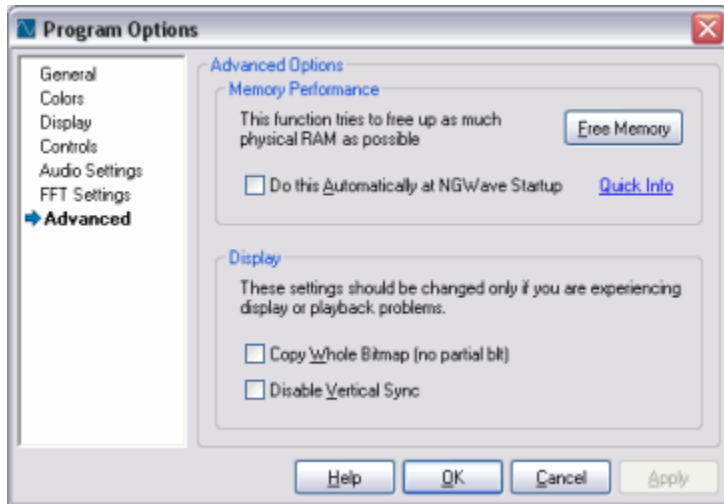 Program Options
General
Colors
Display
Controls
Audio Settings
FFT Settings
Advanced
Advanced Options
Memory Performance
This function tries to free up as much
physical RAM as possible
Free Memory
Do this Automatically at NGWave Startup
Quick Info
Display
These settings should be changed only if you are experiencing
display or playback problems.
Copy Whole Bitmap (no partial blt)
Disable Vertical Sync
Help
OK
Cancel
Apply